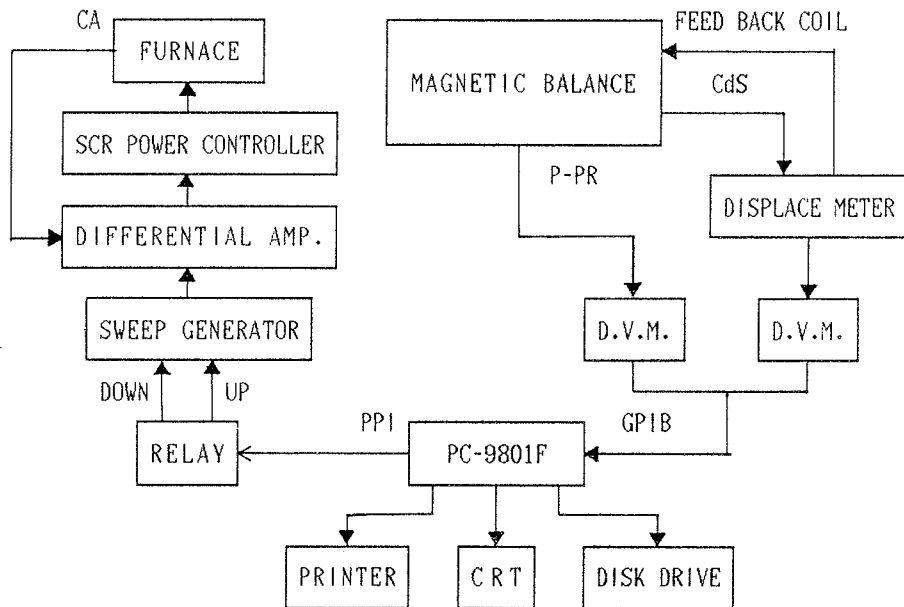 CA
FURNACE
SCR POWER CONTROLLER
DIFFERENTIAL AMP.
SWEEP GENERATOR
DOWN
UP
RELAY
FEED BACK COIL
MAGNETIC BALANCE
CdS
P-PR
DISPLACE METER
D.V.M.
D.V.M.
GPIB
PPI
PC-9801F
PRINTER
CRT
DISK DRIVE